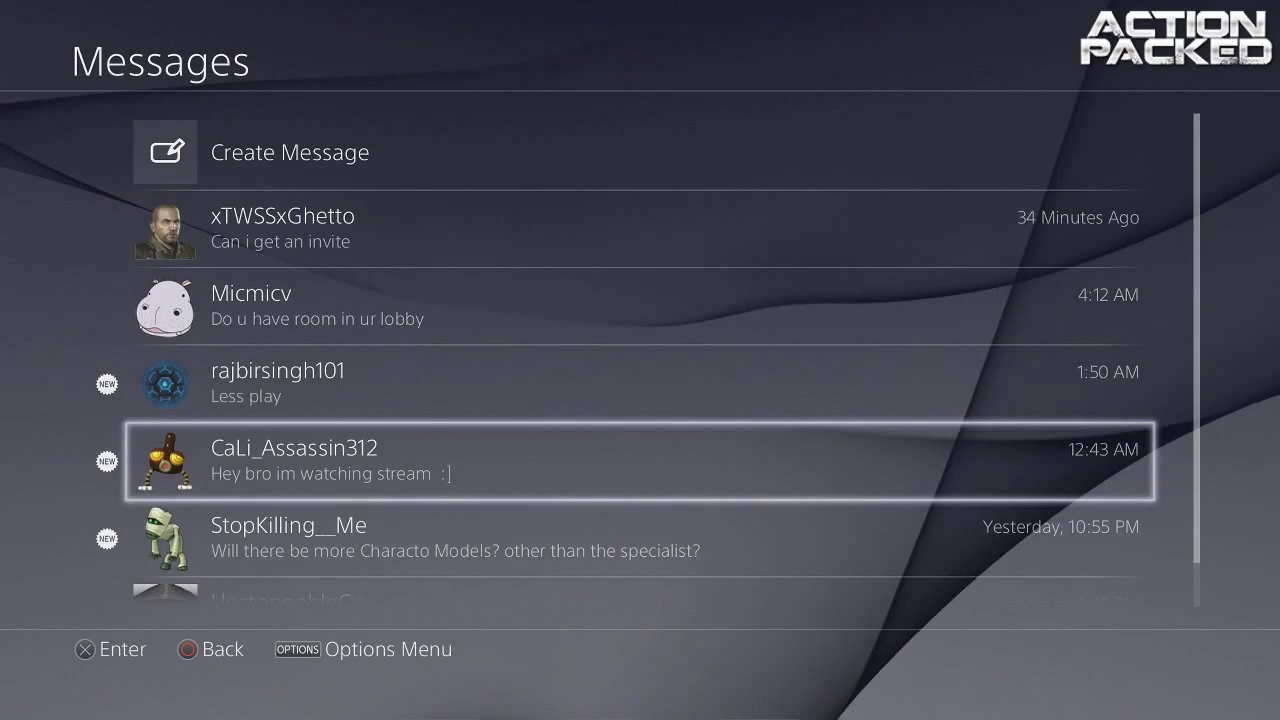 ACTION
PACKED
Messages
Create Message
xTWSSxGhetto
34 Minutes Ago
Can i get an invite
Micmicv
4:12 AM
Do u have room in ur lobby
NEW
rajbirsingh101
1:50 AM
Less play
NEW
CaLi_Assassin312
12:43 AM
Hey bro im watching stream :]
NEW
StopKilling__Me
Yesterday, 10:55 PM
Will there be more Characto Models? other than the specialist?
Enter
Back
OPTIONS Options Menu